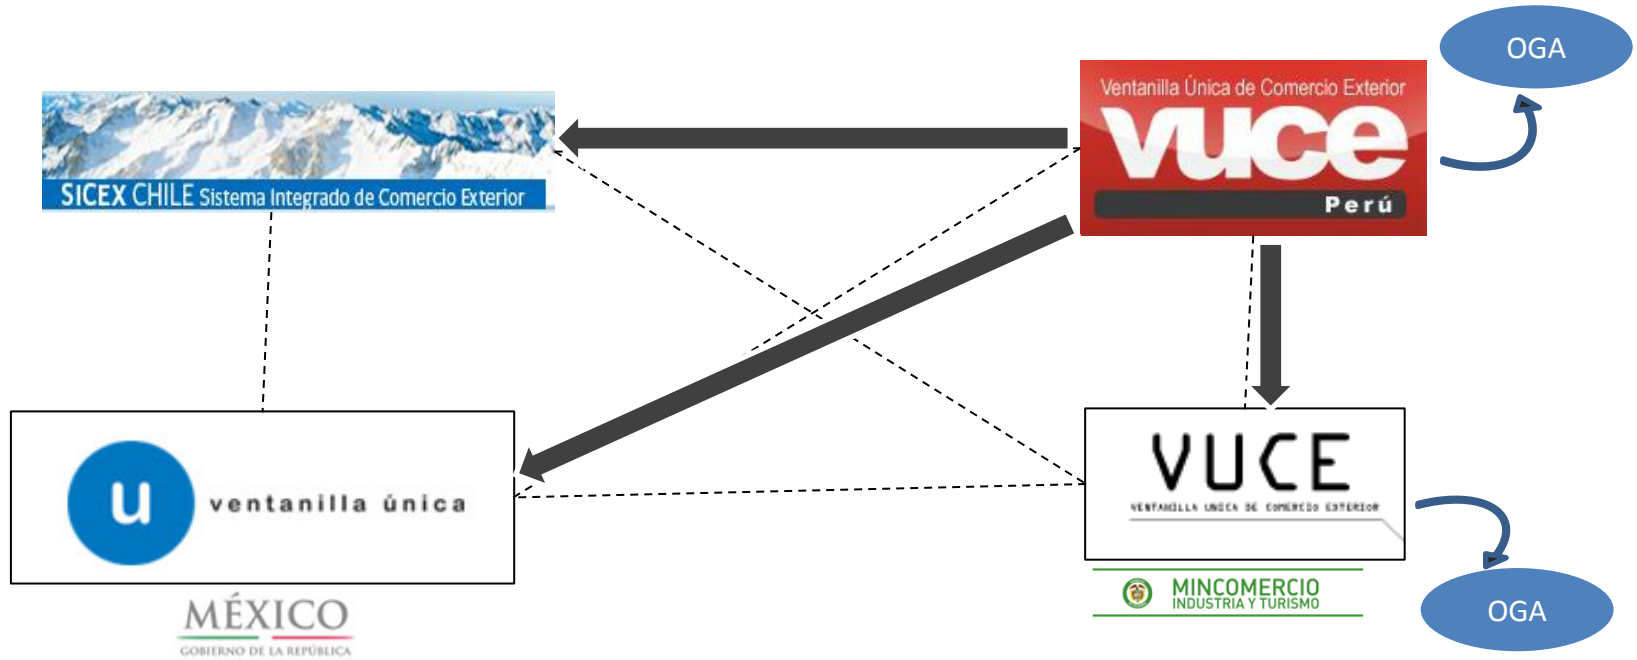 OGA
Ventanilla Única de Comercio Exterior
vuce
Perú
SICEX CHILE Sistema Integrado de Comercio Exterior
u ventanilla única
MÉXICO
GOBIERNO DE LA REPÚBLICA
VUCE
VENTANILLA UNICA DE COMERCIO EXTERIOR
MINCOMERCIO
INDUSTRIA Y TURISMO
OGA